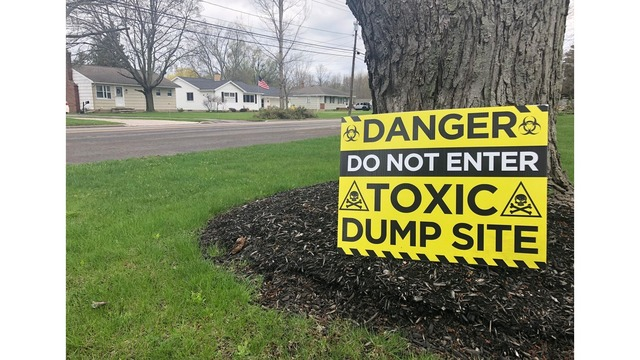 DANGER
DO NOT ENTER
TOXIC
DUMP SITE